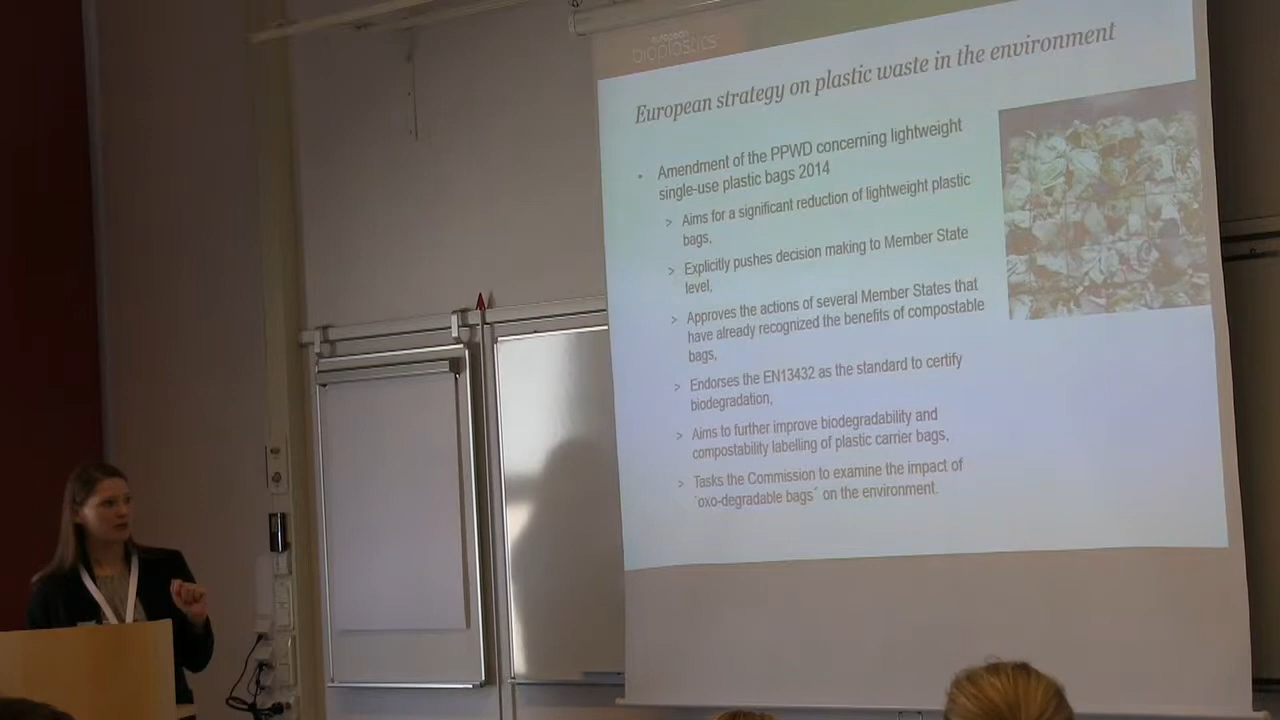 european
bioplastics
European strategy on plastic waste in the environment
• Amendment of the PPWD concerning lightweight
single-use plastic bags 2014
> Aims for a significant reduction of lightweight plastic
bags,
> Explicitly pushes decision making to Member State
level,
> Approves the actions of several Member States that
have already recognized the benefits of compostable
bags,
> Endorses the EN13432 as the standard to certify
biodegradation,
> Aims to further improve biodegradability and
compostability labelling of plastic carrier bags,
> Tasks the Commission to examine the impact of
`oxo-degradable bags´ on the environment.